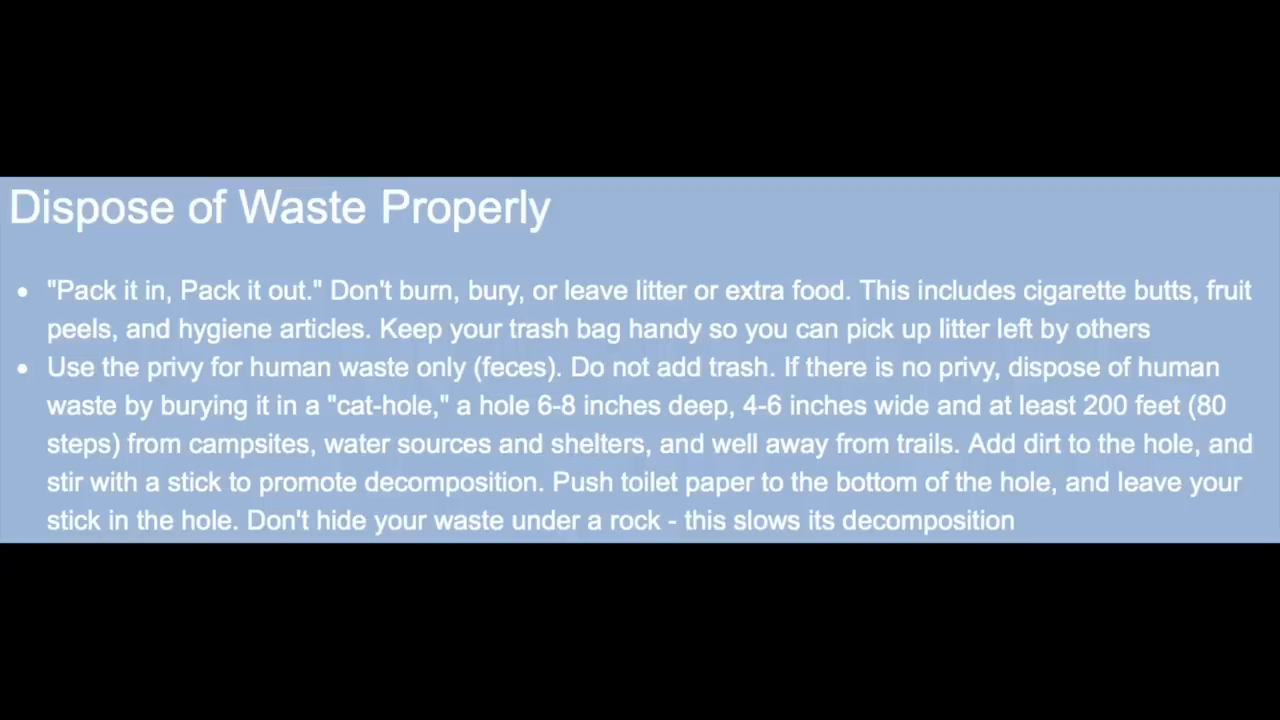 Dispose of Waste Properly
• "Pack it in, Pack it out." Don't burn, bury, or leave litter or extra food. This includes cigarette butts, fruit
peels, and hygiene articles. Keep your trash bag handy so you can pick up litter left by others
• Use the privy for human waste only (feces). Do not add trash. If there is no privy, dispose of human
waste by burying it in a "cat-hole," a hole 6-8 inches deep, 4-6 inches wide and at least 200 feet (80
steps) from campsites, water sources and shelters, and well away from trails. Add dirt to the hole, and
stir with a stick to promote decomposition. Push toilet paper to the bottom of the hole, and leave your
stick in the hole. Don't hide your waste under a rock - this slows its decomposition